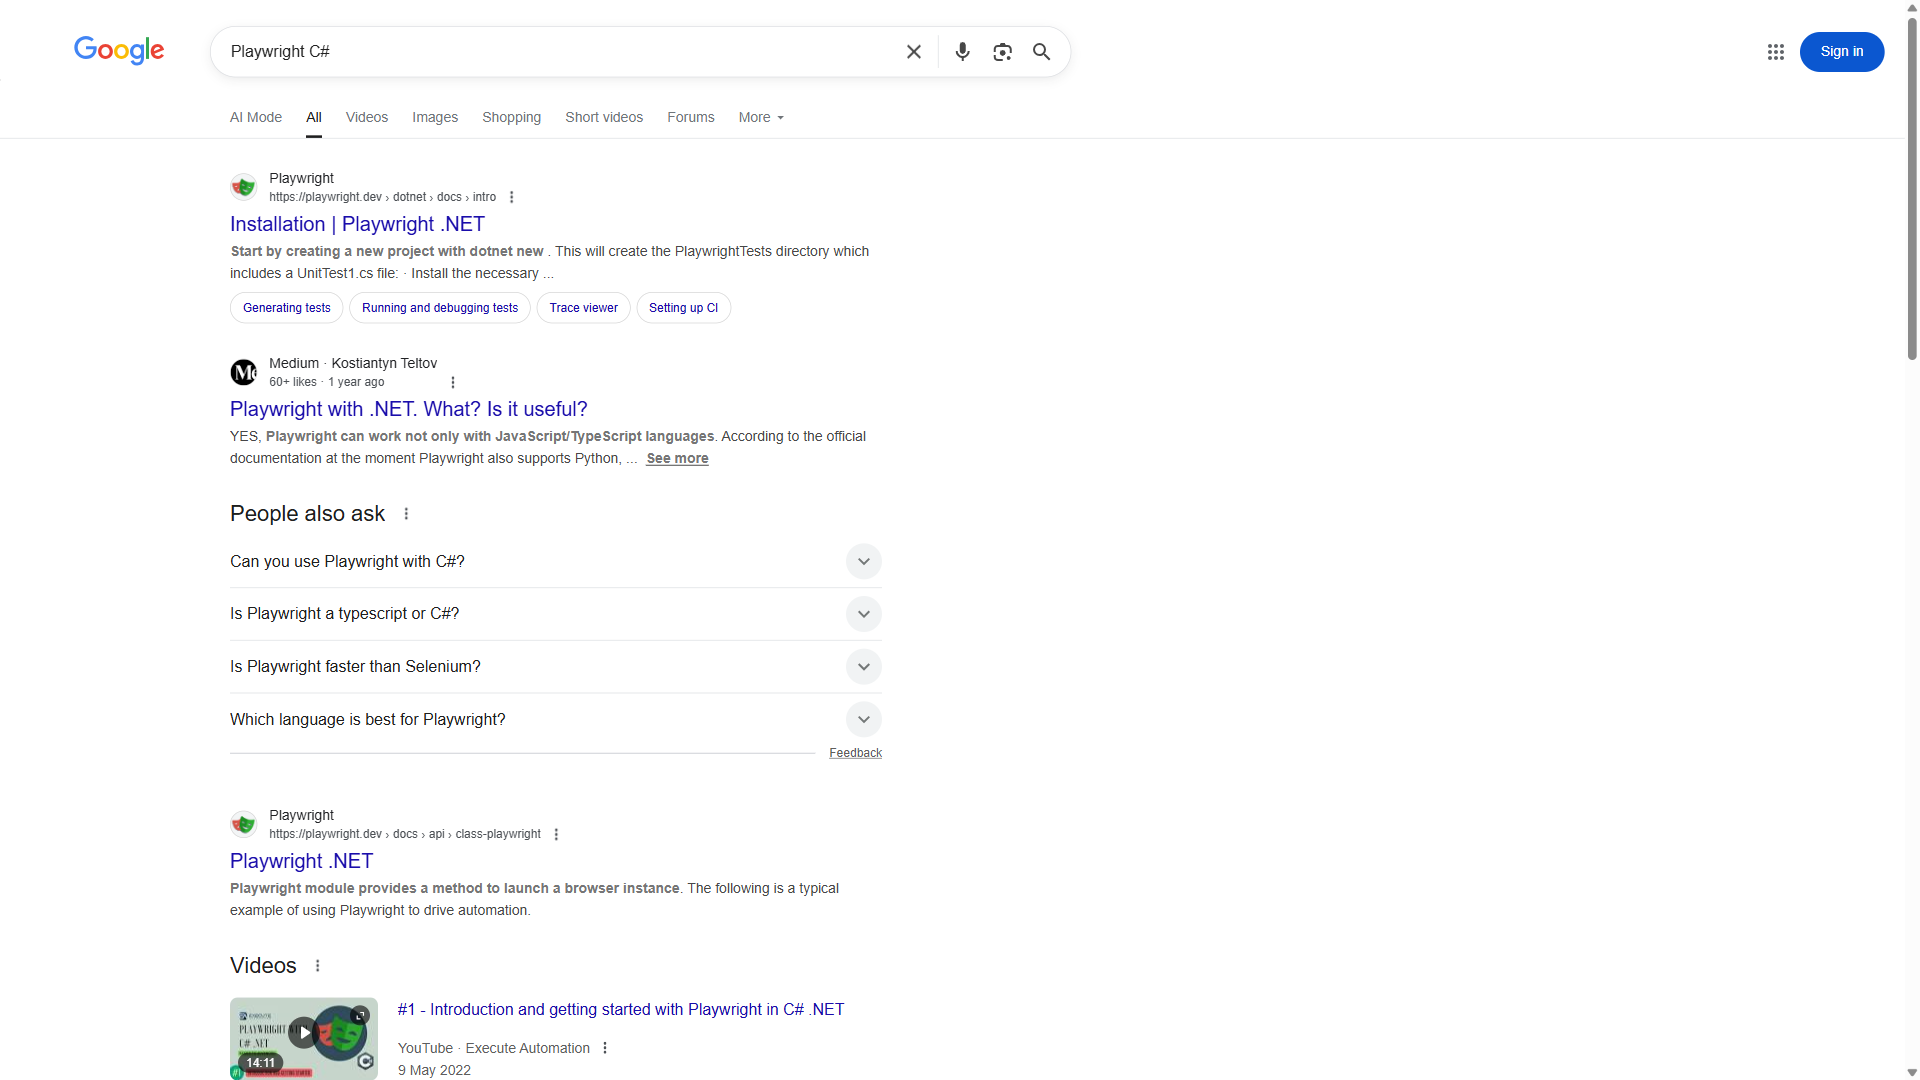 Google
Playwright C#
Sign in
AI Mode
All
Videos
Images
Shopping
Short videos
Forums
More
Playwright
https://playwright.dev › dotnet › docs › intro
Installation | Playwright .NET
Start by creating a new project with dotnet new . This will create the PlaywrightTests directory which
includes a UnitTest1.cs file: · Install the necessary ...
Generating tests
Running and debugging tests
Trace viewer
Setting up CI
Medium · Kostiantyn Teltov
60+ likes · 1 year ago
Playwright with .NET. What? Is it useful?
YES, Playwright can work not only with JavaScript/TypeScript languages. According to the official
documentation at the moment Playwright also supports Python, ... See more
People also ask
Can you use Playwright with C#?
Is Playwright a typescript or C#?
Is Playwright faster than Selenium?
Which language is best for Playwright?
Feedback
Playwright
https://playwright.dev › docs › api › class-playwright
Playwright .NET
Playwright module provides a method to launch a browser instance. The following is a typical
example of using Playwright to drive automation.
Videos
PLAYWRIGHT
C# .NET
14:11
#1
#1 - Introduction and getting started with Playwright in C# .NET
YouTube · Execute Automation
9 May 2022